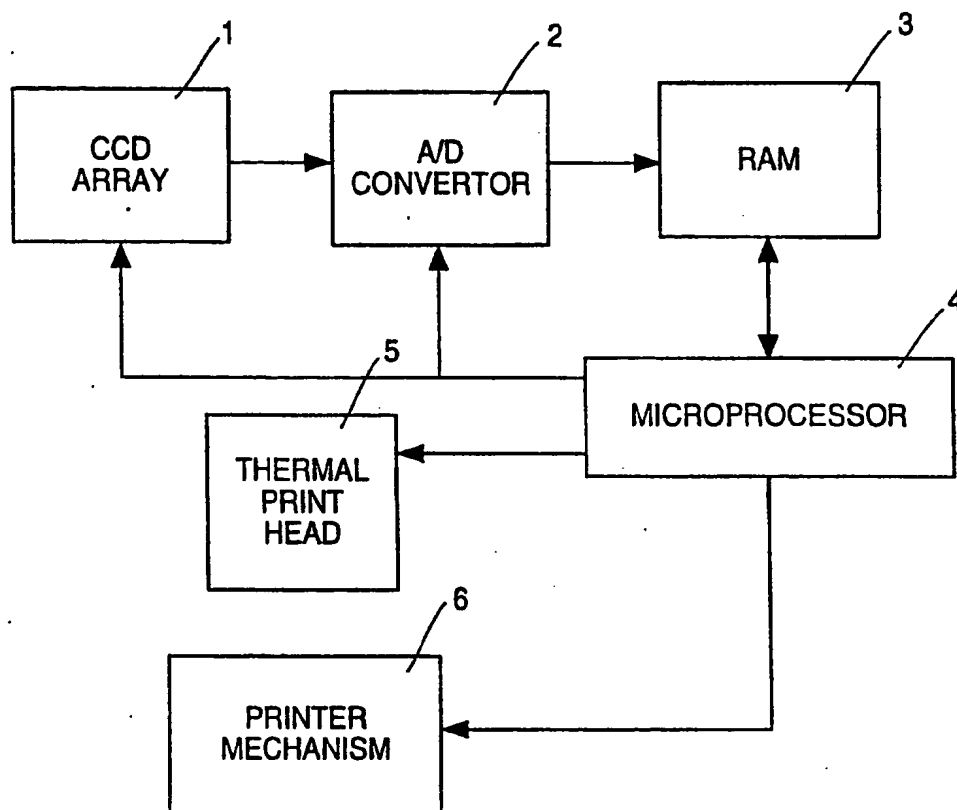 1
2
3
CCD
ARRAY
A/D
CONVERTOR
RAM
4
5
MICROPROCESSOR
THERMAL
PRINT
HEAD
6
PRINTER
MECHANISM